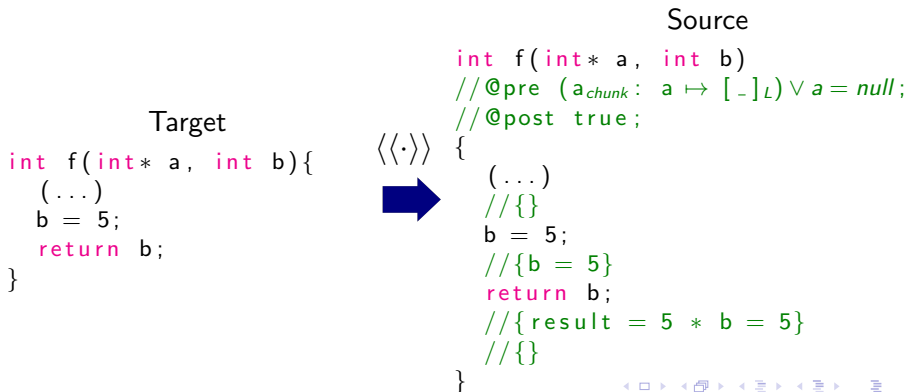 Target
int f(int* a, int b){
(...)
b = 5;
return b;
}
⟨⟨·⟩⟩
Source
int f(int* a, int b)
//@pre (a_chunk: a ↦ [_]_L) ∨ a = null;
//@post true;
{
(...)
//{}
b = 5;
//{b = 5}
return b;
//{result = 5 * b = 5}
//{}
}